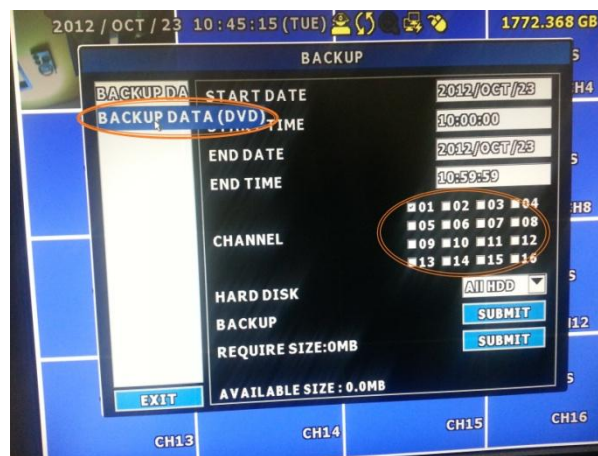 2012 / OCT / 23 10:45:15 (TUE) 1772.368 GB
BACKUP
BACKUP DA
BACKUP DATA (DVD)
START DATE 2012/OCT/23
TIME 10:00:00
END DATE 2012/OCT/23
END TIME 10:59:59
CHANNEL
01 02 03 04
05 06 07 08
09 10 11 12
13 14 15 16
HARD DISK All HDD
BACKUP SUBMIT
REQUIRE SIZE:0MB SUBMIT
AVAILABLE SIZE : 0.0MB
EXIT
S
H4
S
H8
S
H12
S
CH13 CH14 CH15 CH16